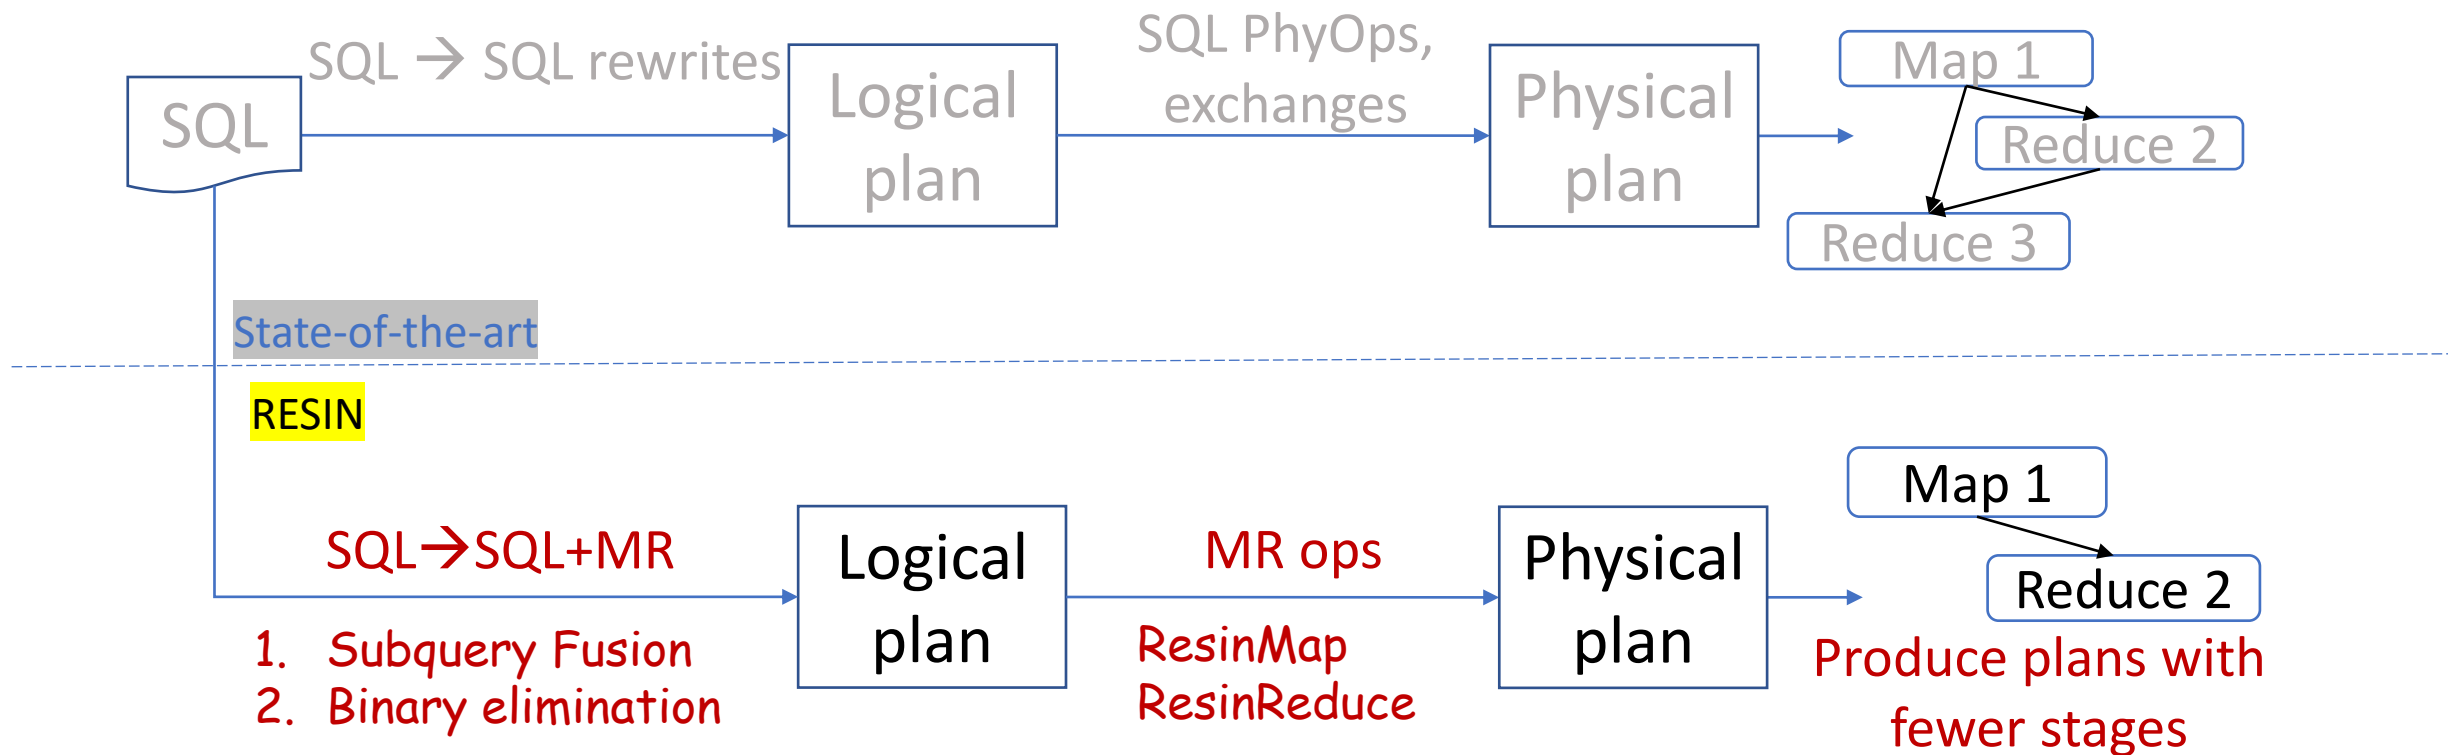 SQL
SQL → SQL rewrites
Logical
plan
SQL PhyOps,
exchanges
Physical
plan
Map 1
Reduce 2
Reduce 3
State-of-the-art
RESIN
SQL→SQL+MR
1. Subquery Fusion
2. Binary elimination
Logical
plan
MR ops
ResinMap
ResinReduce
Physical
plan
Map 1
Reduce 2
Produce plans with
fewer stages